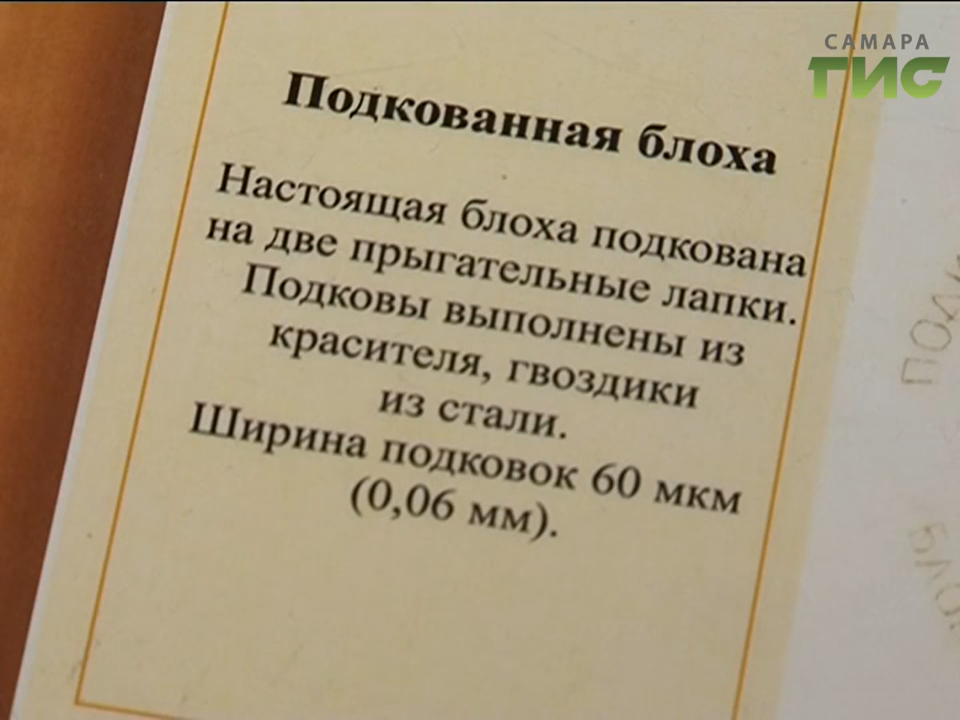 САМАРА
ГИС
Подкованная блоха
Настоящая блоха подкована
на две прыгательные лапки.
Подковы выполнены из
красителя, гвоздики
из стали.
Ширина подковок 60 мкм
(0,06 мм).